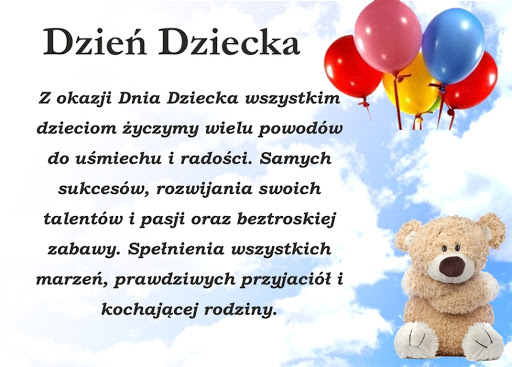 Dzień Dziecka
Z okazji Dnia Dziecka wszystkim
dzieciom życzymy wielu powodów
do uśmiechu i radości. Samych
sukcesów, rozwijania swoich
talentów i pasji oraz beztroskiej
zabawy. Spełnienia wszystkich
marzeń, prawdziwych przyjaciół i
kochającej rodziny.